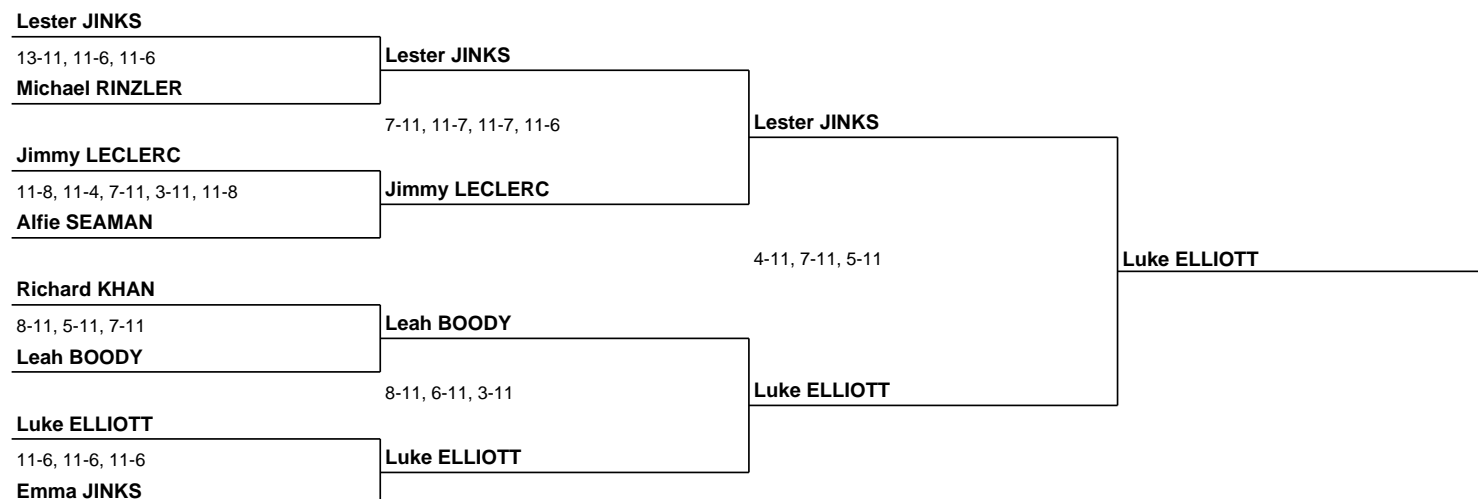 Lester JINKS
13-11, 11-6, 11-6
Michael RINZLER
Jimmy LECLERC
11-8, 11-4, 7-11, 3-11, 11-8
Alfie SEAMAN
Richard KHAN
8-11, 5-11, 7-11
Leah BOODY
Luke ELLIOTT
11-6, 11-6, 11-6
Emma JINKS
Lester JINKS
7-11, 11-7, 11-7, 11-6
Jimmy LECLERC
Leah BOODY
8-11, 6-11, 3-11
Luke ELLIOTT
Lester JINKS
4-11, 7-11, 5-11
Luke ELLIOTT
Luke ELLIOTT